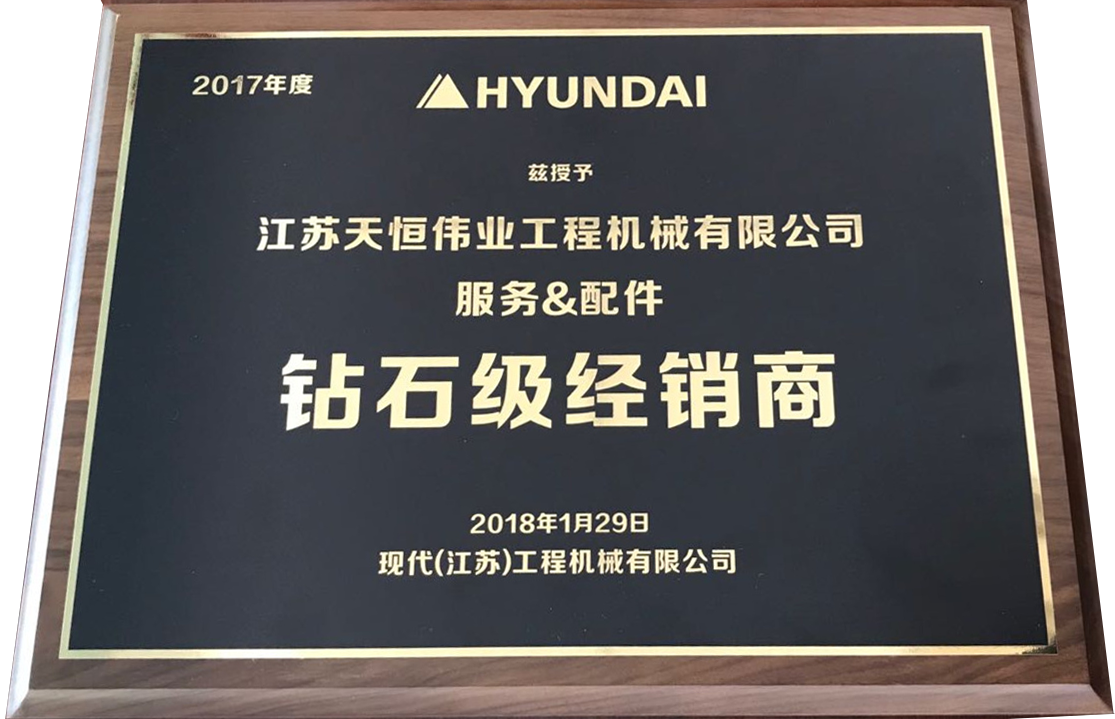 2017年度
HYUNDAI
兹授予
江苏天恒伟业工程机械有限公司
服务&配件
钻石级经销商
2018年1月29日
现代(江苏)工程机械有限公司